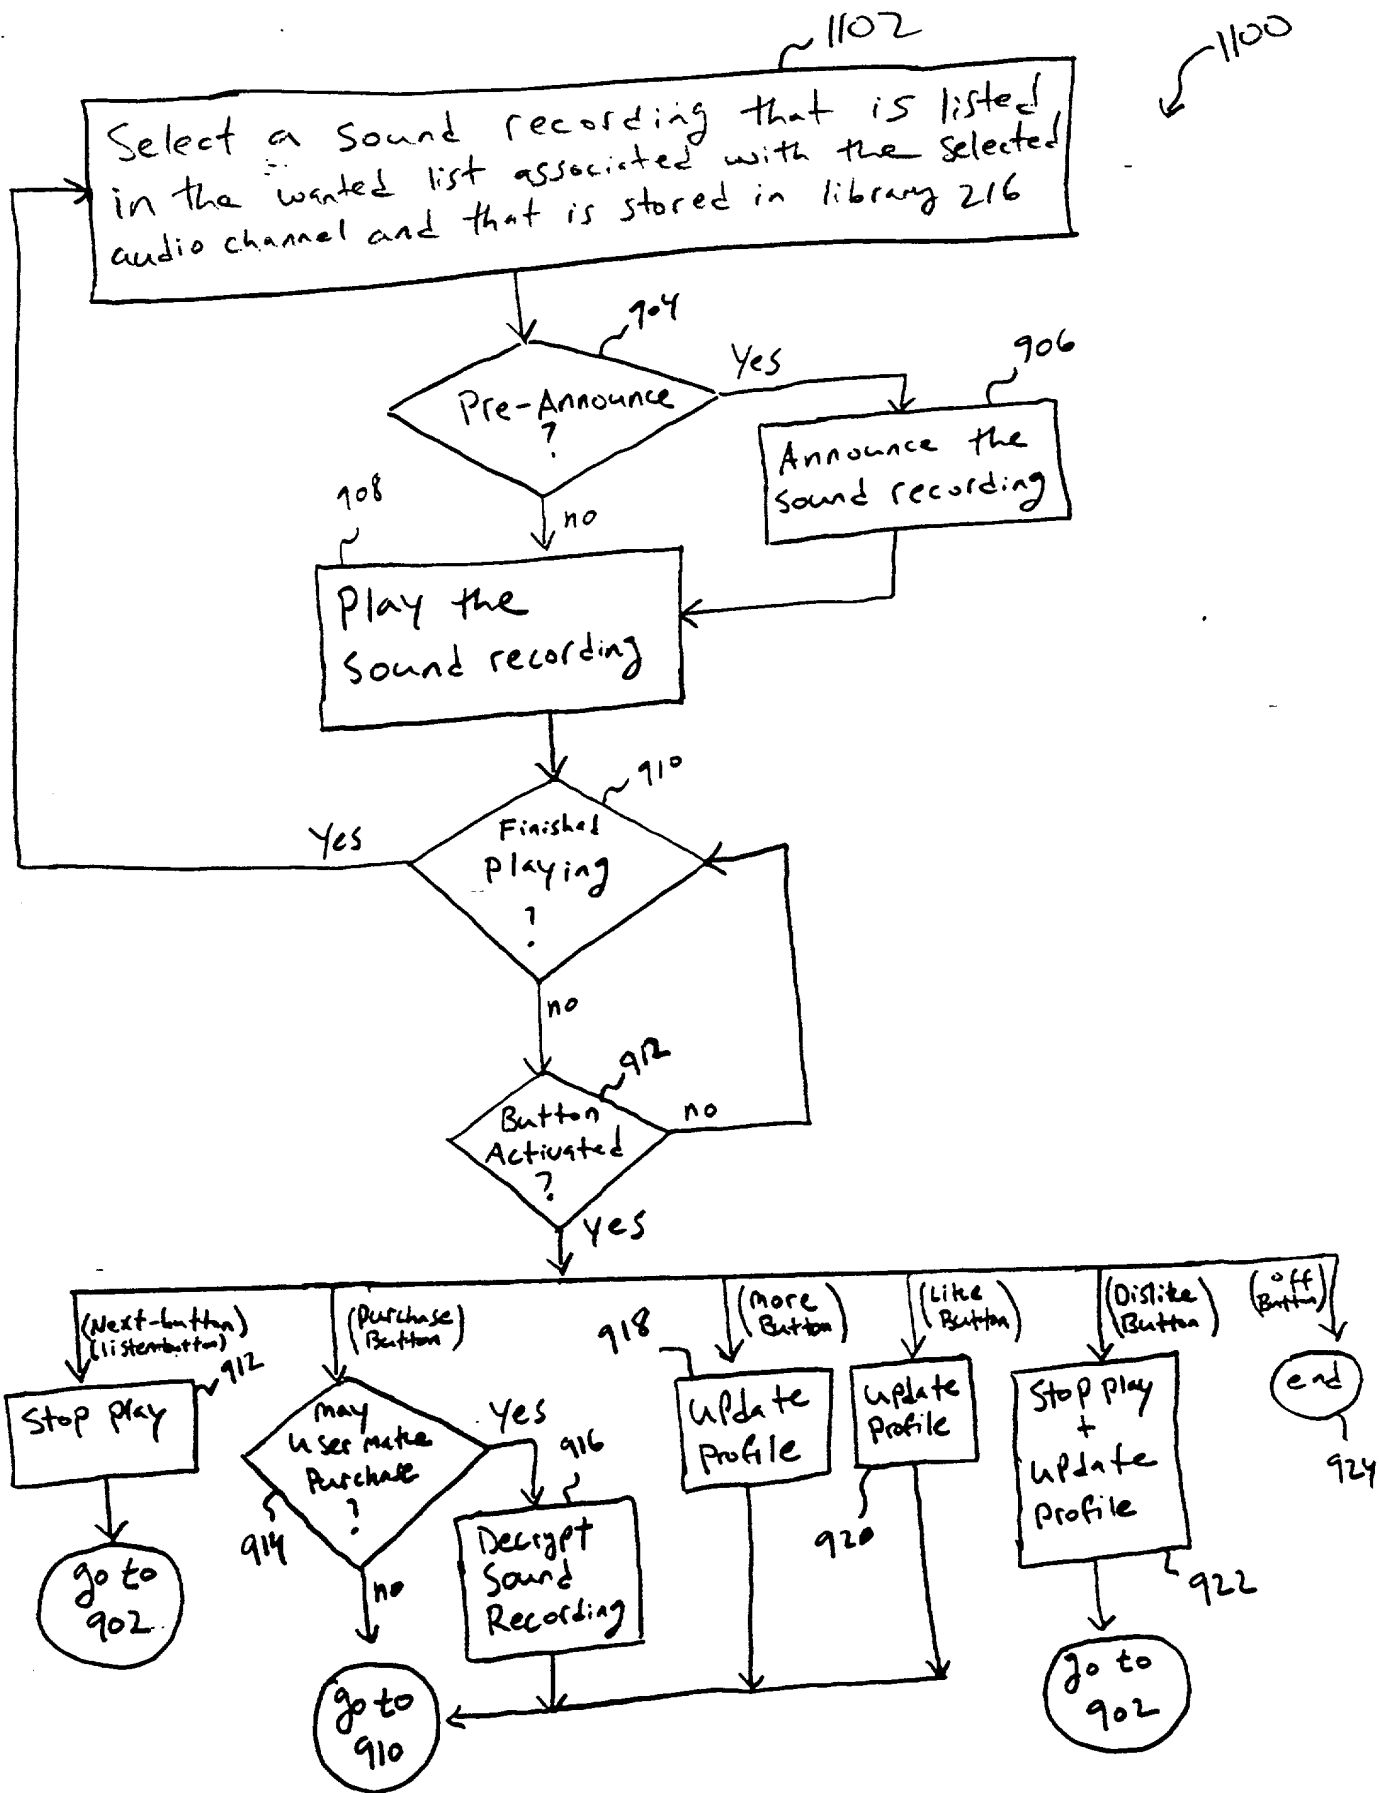 1102
1100
Select a sound recording that is listed
in the wanted list associated with the selected
audio channel and that is stored in library 216
904
Pre-Announce
?
Yes
906
Announce the
sound recording
no
908
Play the
sound recording
910
Finished
playing
?
Yes
no
912
Button
Activated
?
no
Yes
(Next-button)
(listenbutton)
912
Stop play
go to
902
(Purchase
Button)
may
user make
Purchase
?
914
Yes
916
Decrypt
Sound
Recording
no
go to
910
(more
Button)
918
update
profile
(Like
Button)
update
profile
920
(Dislike
Button)
Stop play
+
update
profile
922
go to
902
(off
Button)
end
924